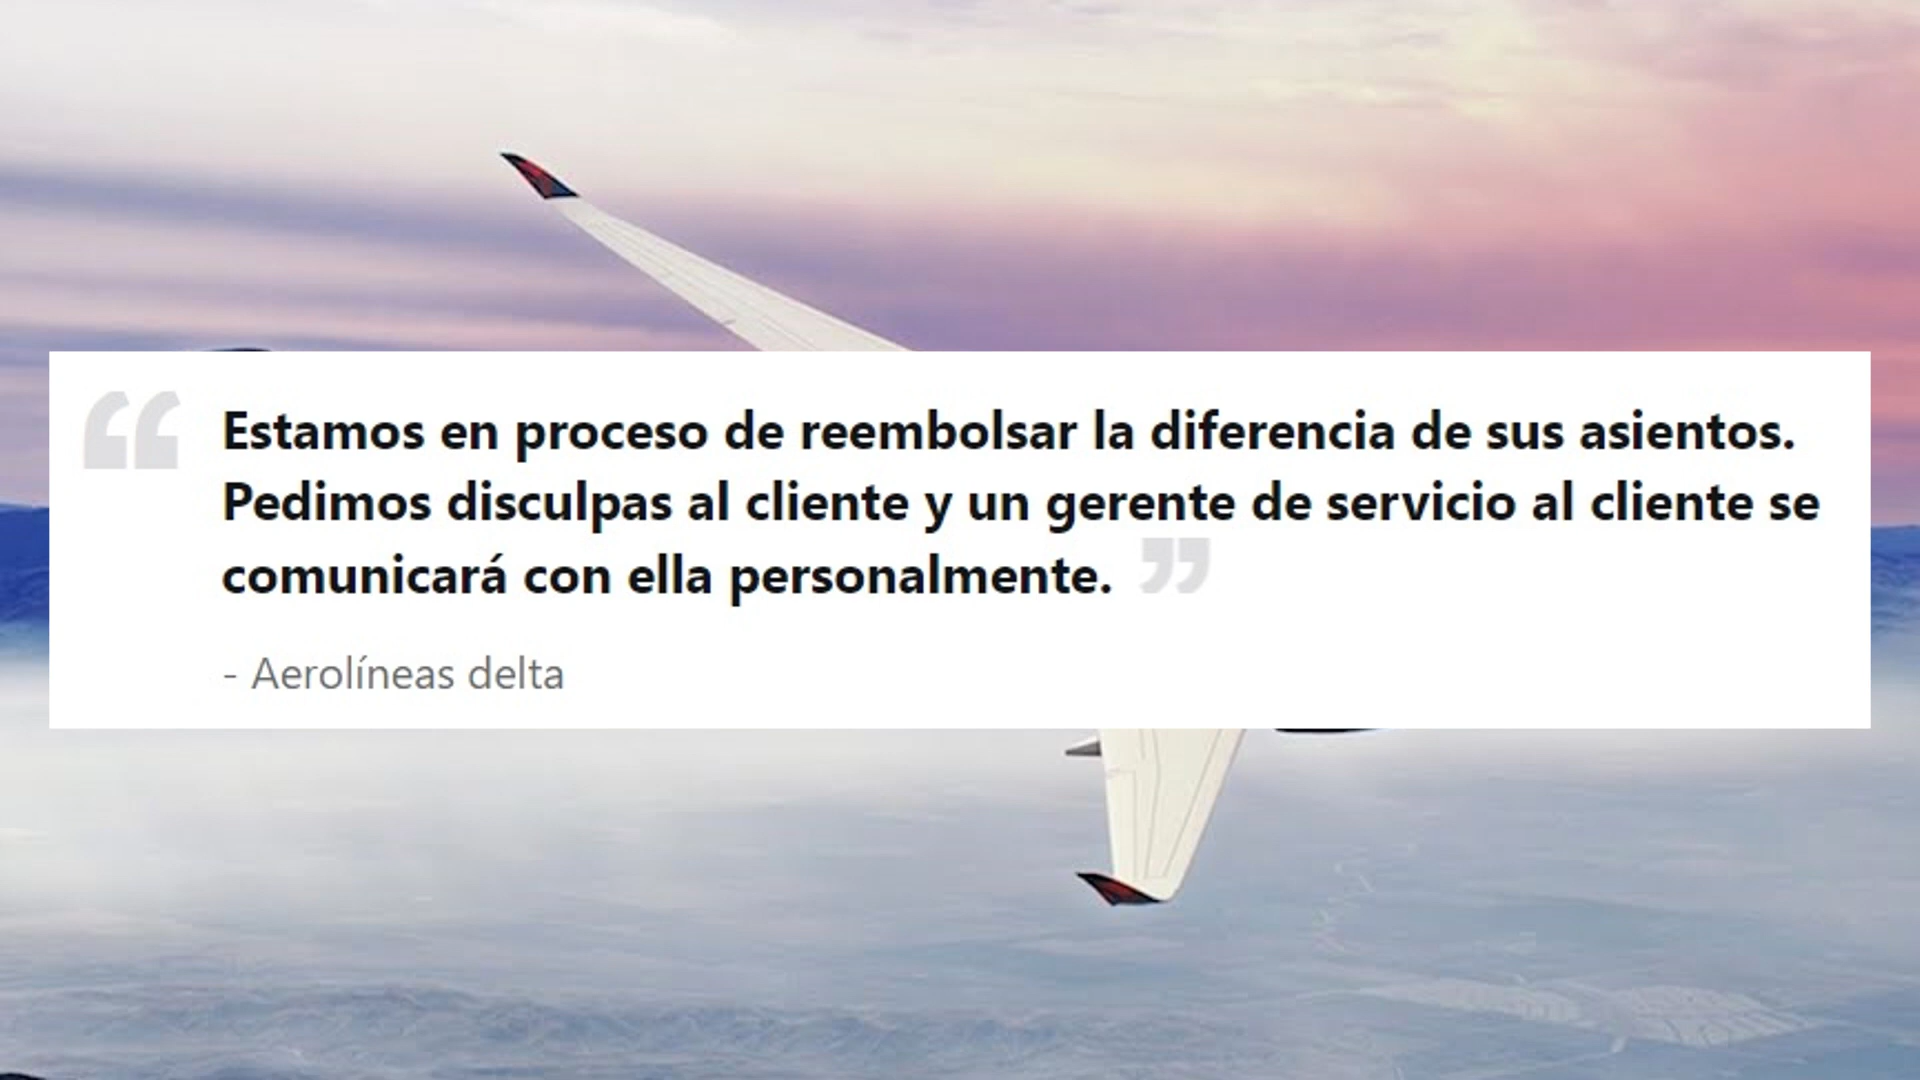 Estamos en proceso de reembolsar la diferencia de sus asientos.
Pedimos disculpas al cliente y un gerente de servicio al cliente se
comunicará con ella personalmente.
- Aerolíneas delta